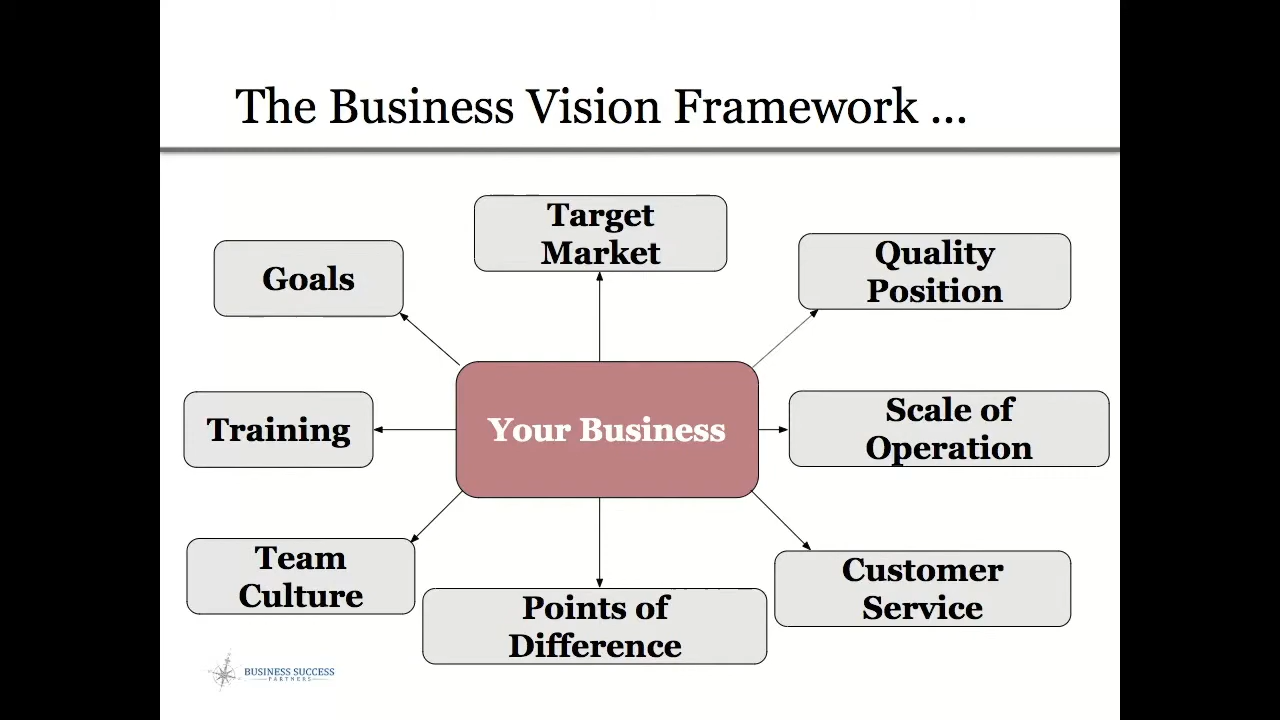 The Business Vision Framework ...
Target
Market
Goals
Quality
Position
Training
Your Business
Scale of
Operation
Team
Culture
Points of
Difference
Customer
Service
BUSINESS SUCCESS
PARTNERS